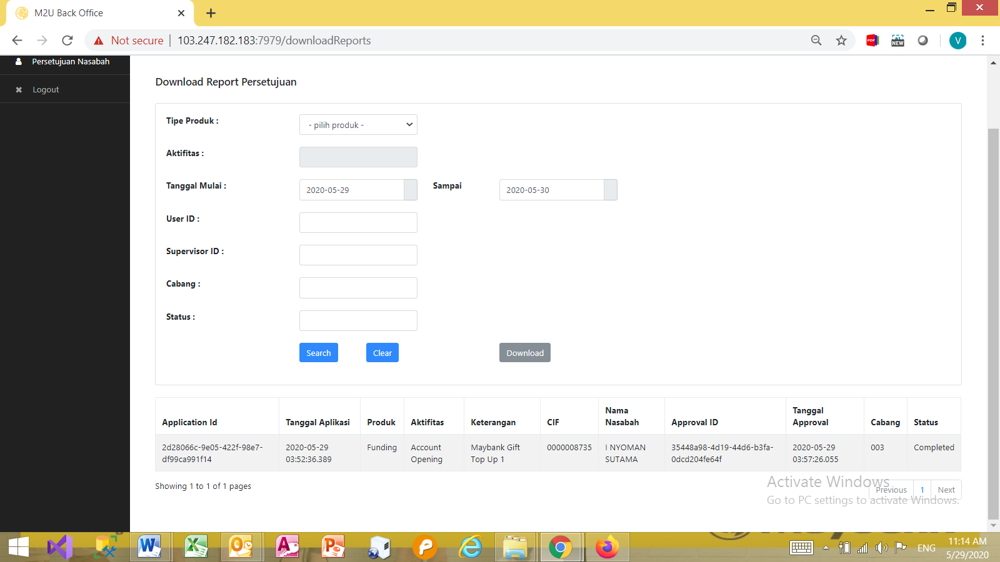 M2U Back Office
Not secure
103.247.182.183:7979/downloadReports
PDF
NEW
V
Persetujuan Nasabah
Logout
Download Report Persetujuan
Tipe Produk :
- pilih produk -
Aktifitas :
Tanggal Mulai :
2020-05-29
Sampai
2020-05-30
User ID :
Supervisor ID :
Cabang :
Status :
Search
Clear
Download
Application Id
Tanggal Aplikasi
Produk
Aktifitas
Keterangan
CIF
Nama
Nasabah
Approval ID
Tanggal
Approval
Cabang
Status
2d28066c-9e05-422f-98e7-
df99ca991f14
2020-05-29
03:52:36.389
Funding
Account
Opening
Maybank Gift
Top Up 1
0000008735
I NYOMAN
SUTAMA
35448a98-4d19-44d6-b3fa-
0dcd204fe64f
2020-05-29
03:57:26.055
003
Completed
Showing 1 to 1 of 1 pages
Previous
1
Next
Activate Windows
Go to PC settings to activate Windows.
ENG
11:14 AM
5/29/2020